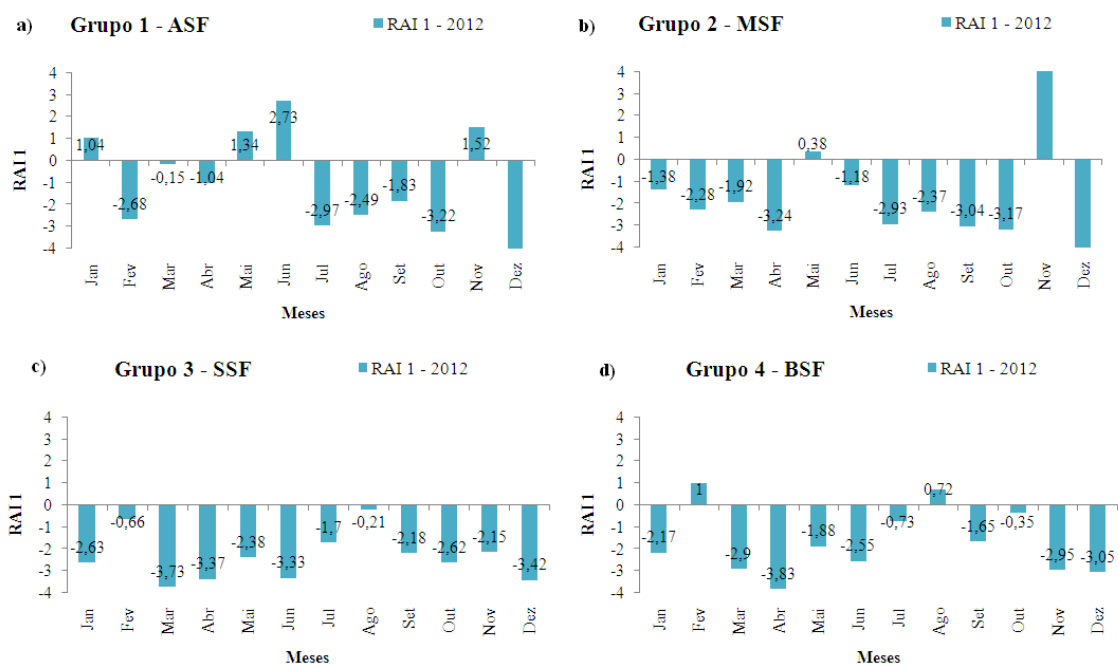 a) Grupo 1 - ASF RAI 1 - 2012
4
3
2
1
0
-1
-2
-3
-4
RAI 1
1,04 -2,68 -0,15 -1,04 1,34 2,73 -2,97 -2,49 -1,83 -3,22 1,52
Jan Fev Mar Abr Mai Jun Jul Ago Set Out Nov Dez
Meses
b) Grupo 2 - MSF RAI 1 - 2012
4
3
2
1
0
-1
-2
-3
-4
RAI 1
-1,38 -2,28 -1,92 -3,24 0,38 -1,18 -2,93 -2,37 -3,04 -3,17
Jan Fev Mar Abr Mai Jun Jul Ago Set Out Nov Dez
Meses
c) Grupo 3 - SSF RAI 1 - 2012
4
3
2
1
0
-1
-2
-3
-4
RAI 1
-2,63 -0,66 -3,73 -3,37 -2,38 -3,33 -1,7 -0,21 -2,18 -2,62 -2,15 -3,42
Jan Fev Mar Abr Mai Jun Jul Ago Set Out Nov Dez
Meses
d) Grupo 4 - BSF RAI 1 - 2012
4
3
2
1
0
-1
-2
-3
-4
RAI 1
-2,17 1 -2,9 -3,83 -1,88 -2,55 -0,73 0,72 -1,65 -0,35 -2,95 -3,05
Jan Fev Mar Abr Mai Jun Jul Ago Set Out Nov Dez
Meses